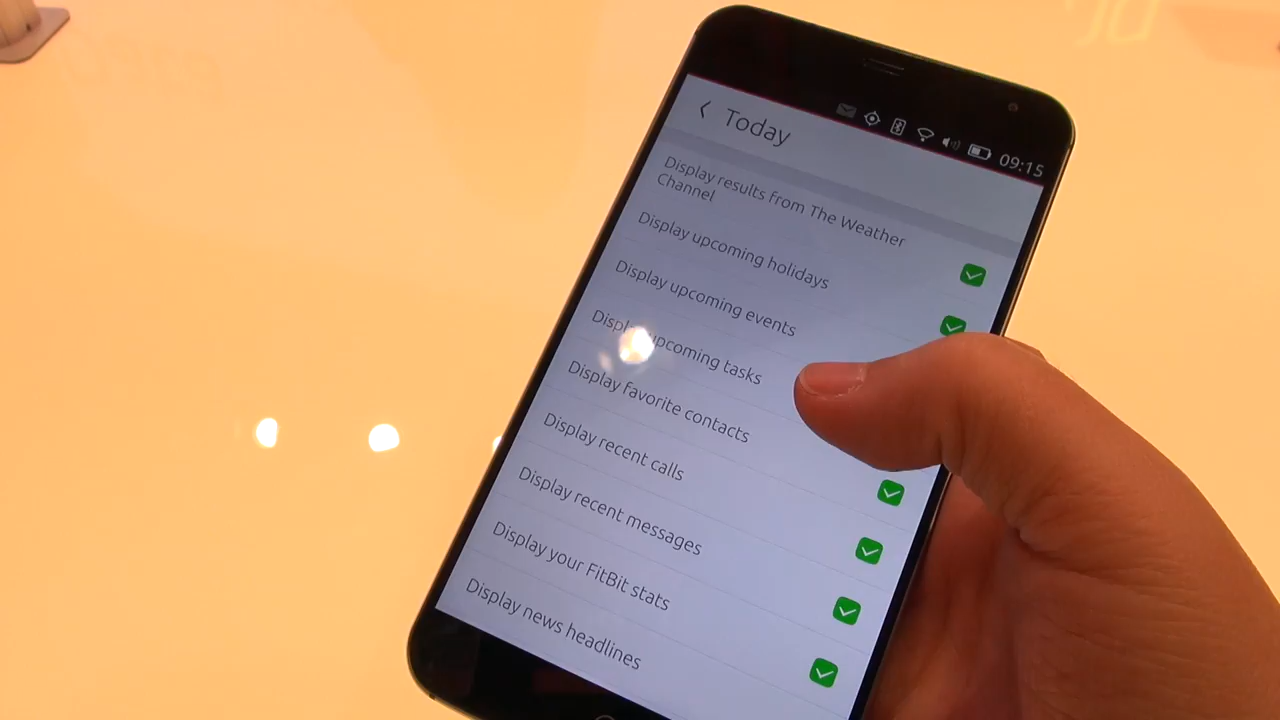 09:15
Today
Display results from The Weather
Channel
Display upcoming holidays
Display upcoming events
Display upcoming tasks
Display favorite contacts
Display recent calls
Display recent messages
Display your FitBit stats
Display news headlines